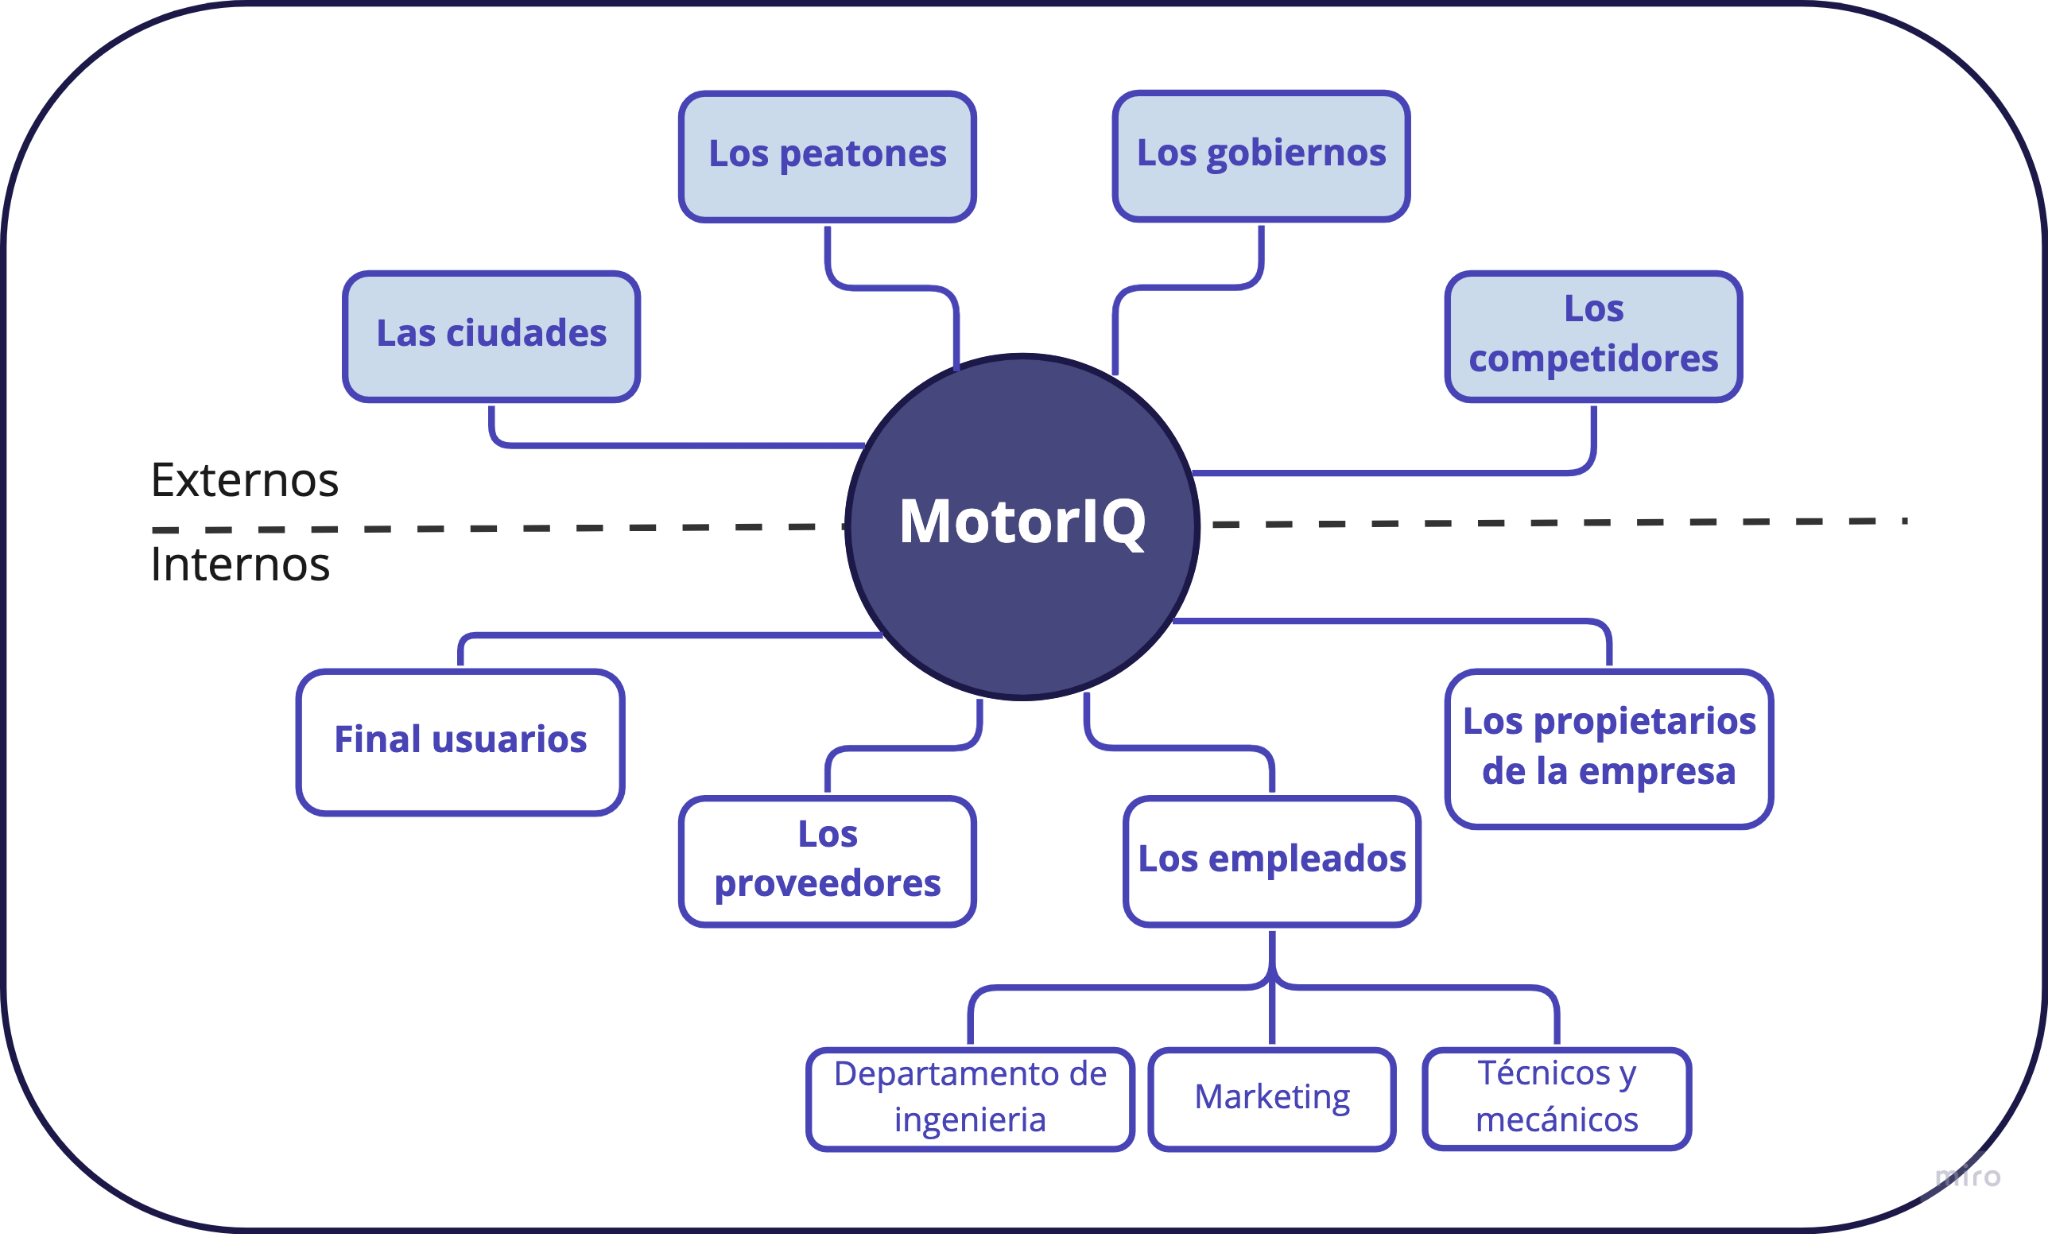 Los peatones
Los gobiernos
Las ciudades
Los
competidores
Externos
MotorIQ
Internos
Final usuarios
Los propietarios
de la empresa
Los
proveedores
Los empleados
Departamento de
ingenieria
Marketing
Técnicos y
mecánicos
miro